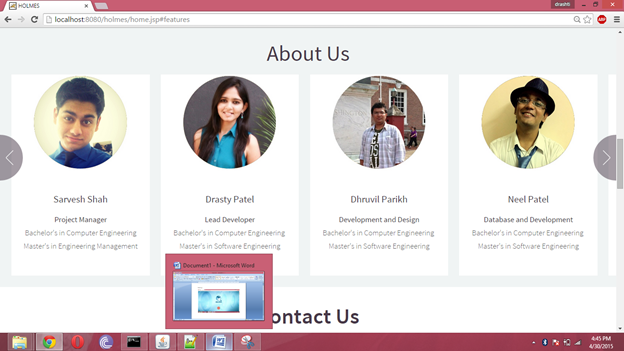 HOLMES
drashti
localhost:8080/holmes/home.jsp#features
ABP
About Us
Sarvesh Shah
Project Manager
Bachelor's in Computer Engineering
Master's in Engineering Management
Drasty Patel
Lead Developer
Bachelor's in Computer Engineering
Master's in Software Engineering
Dhruvil Parikh
Development and Design
Bachelor's in Computer Engineering
Master's in Software Engineering
Neel Patel
Database and Development
Bachelor's in Computer Engineering
Master's in Software Engineering
Document1 - Microsoft Word
ontact Us
4:45 PM
4/30/2015